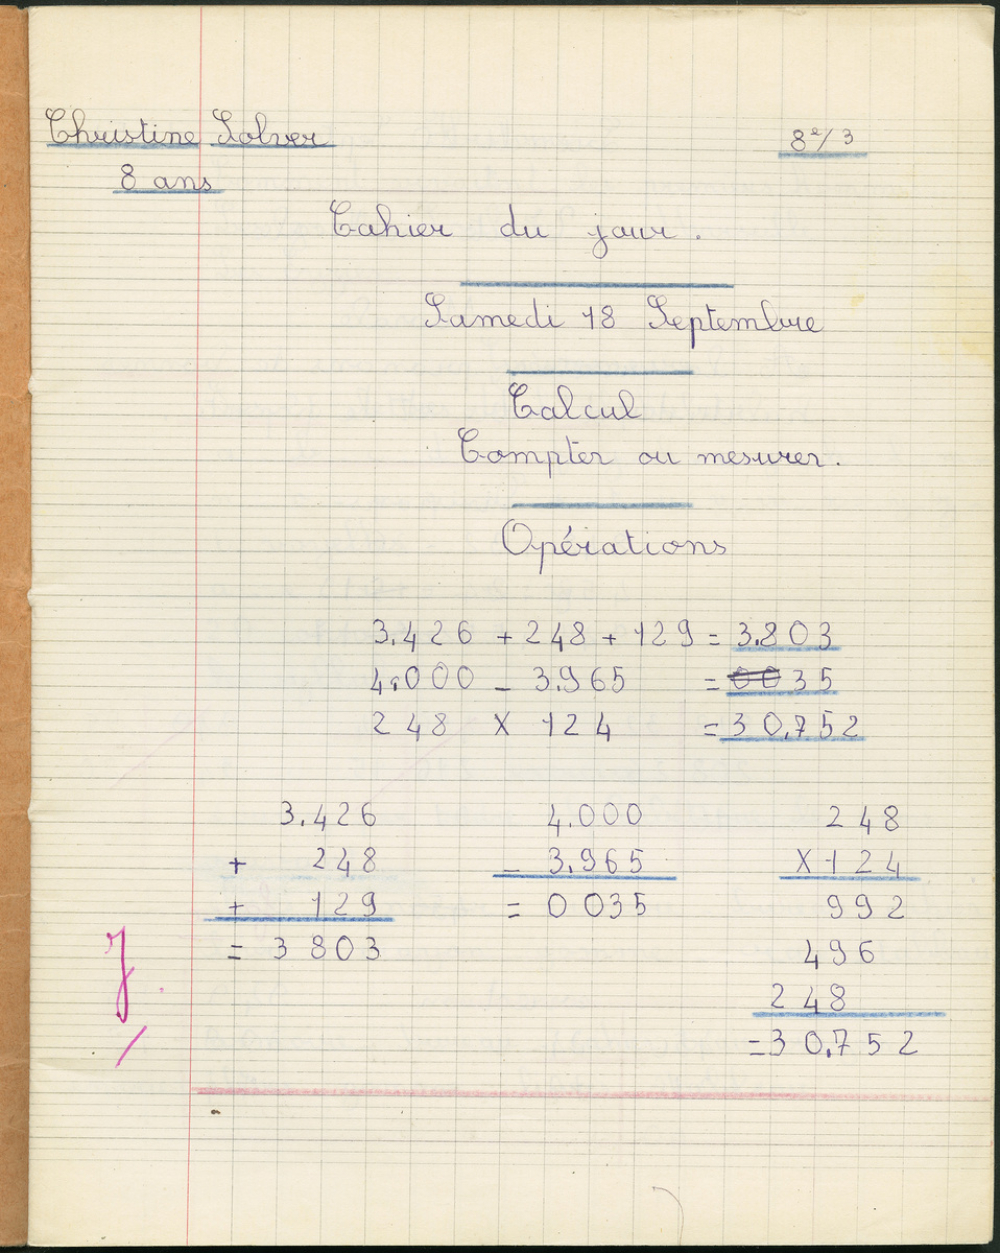 Christine Solver
8e/3
8 ans
Cahier du jour.
Samedi 18 Septembre
Calcul
Compter ou mesurer.
Opérations
3.426 + 248 + 129 = 3.803
4.000 - 3.965 = 0035
248 X 124 = 30.752
3.426
+ 248
+ 129
= 3 803
4.000
- 3.965
= 0035
248
X 124
992
496
248
= 30.752